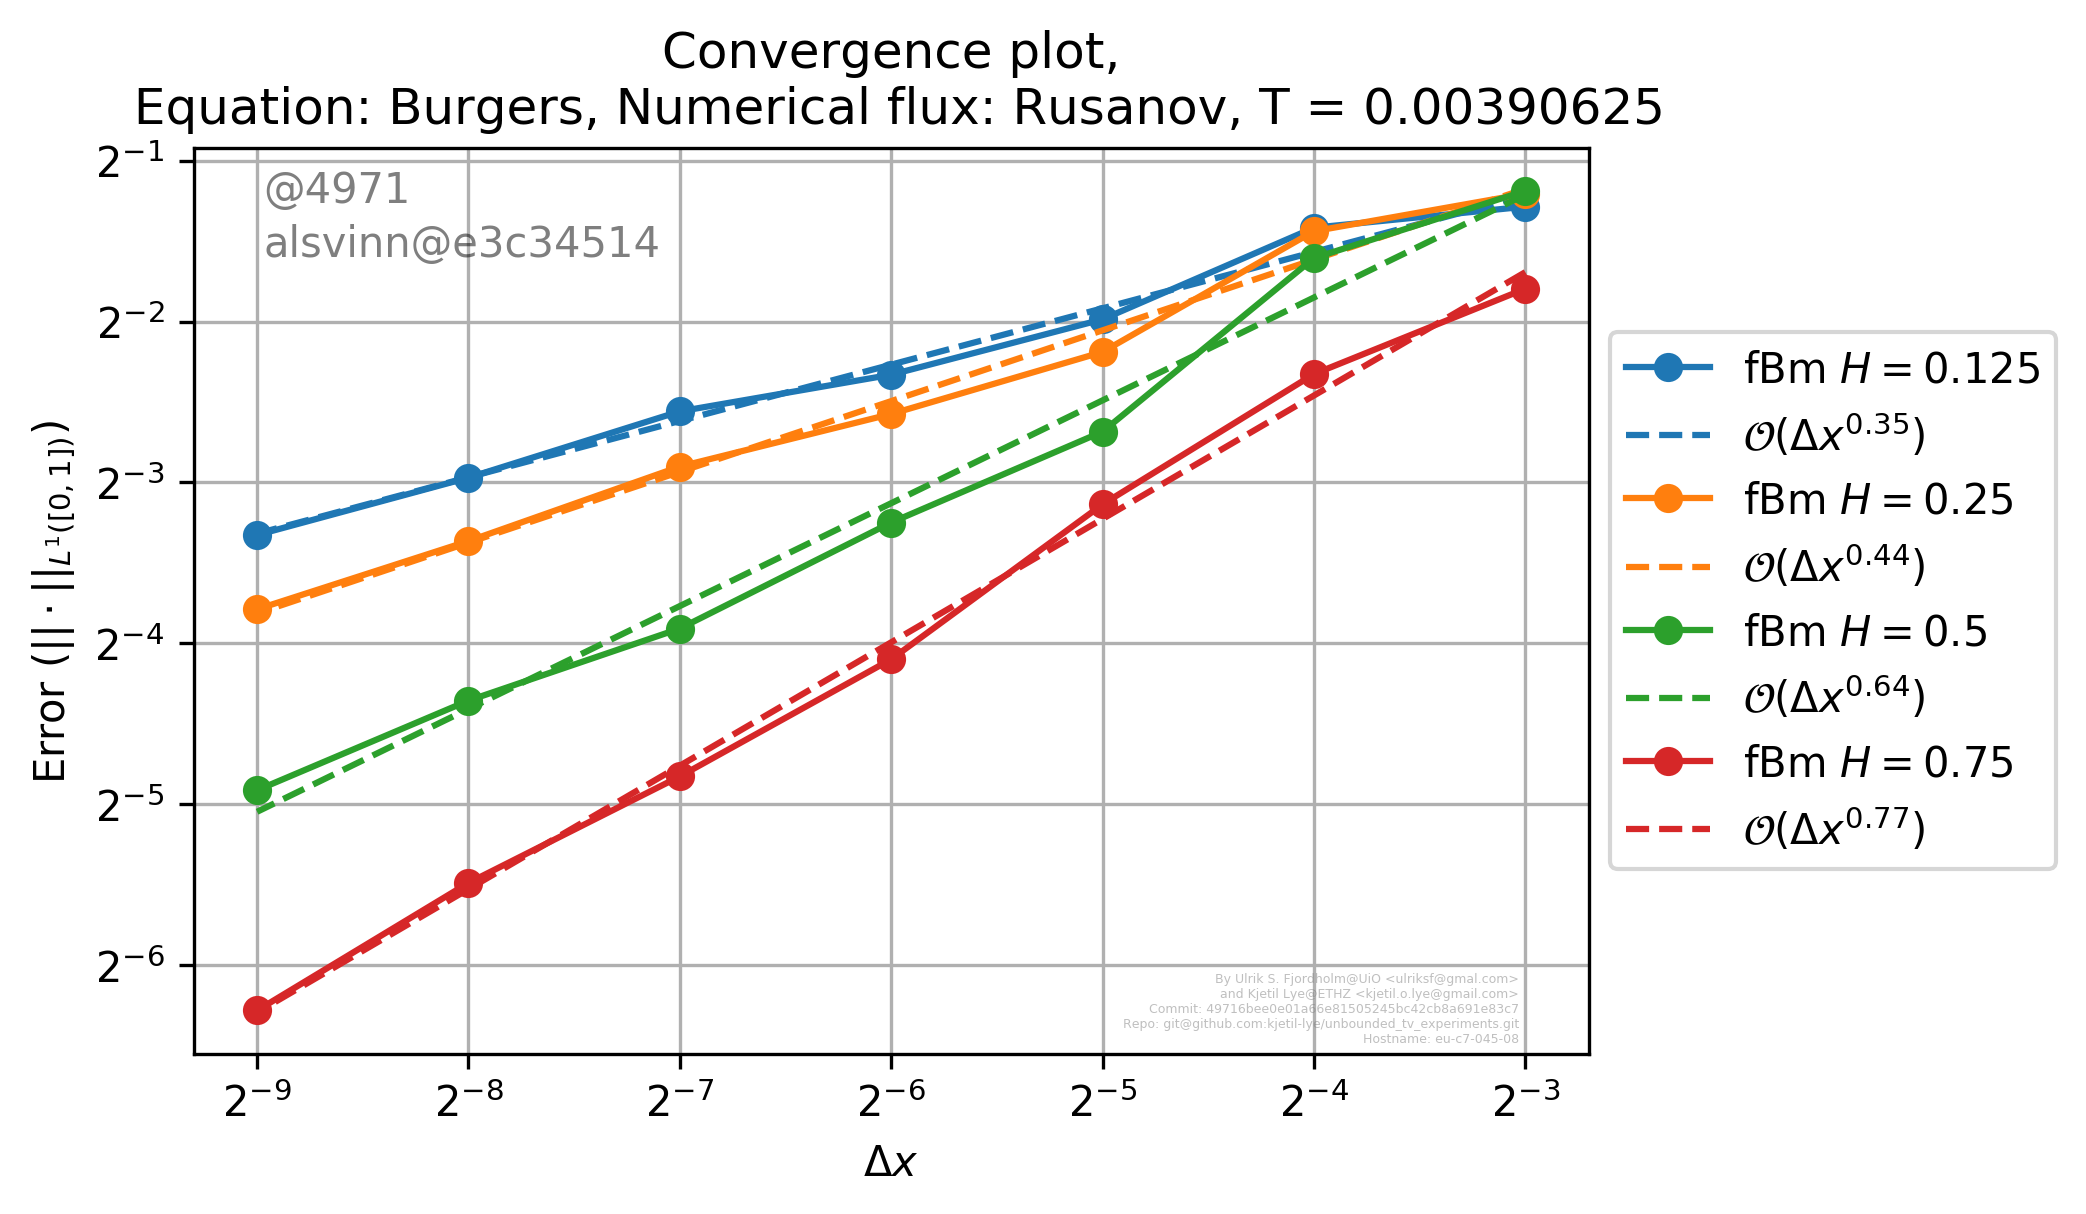 Convergence plot,
Equation: Burgers, Numerical flux: Rusanov, T = 0.00390625
@4971
alsvinn@e3c34514
2⁻¹
2⁻²
2⁻³
2⁻⁴
2⁻⁵
2⁻⁶
Error (|| · ||_{L¹([0, 1])})
fBm H = 0.125
𝒪(Δx^{0.35})
fBm H = 0.25
𝒪(Δx^{0.44})
fBm H = 0.5
𝒪(Δx^{0.64})
fBm H = 0.75
𝒪(Δx^{0.77})
By Ulrik S. Fjordholm@UiO <ulriksf@gmal.com>
and Kjetil Lye@ETHZ <kjetil.o.lye@gmail.com>
Commit: 49716bee0e01a66e81505245bc42cb8a691e83c7
Repo: git@github.com:kjetil-lye/unbounded_tv_experiments.git
Hostname: eu-c7-045-08
2⁻⁹ 2⁻⁸ 2⁻⁷ 2⁻⁶ 2⁻⁵ 2⁻⁴ 2⁻³
Δx